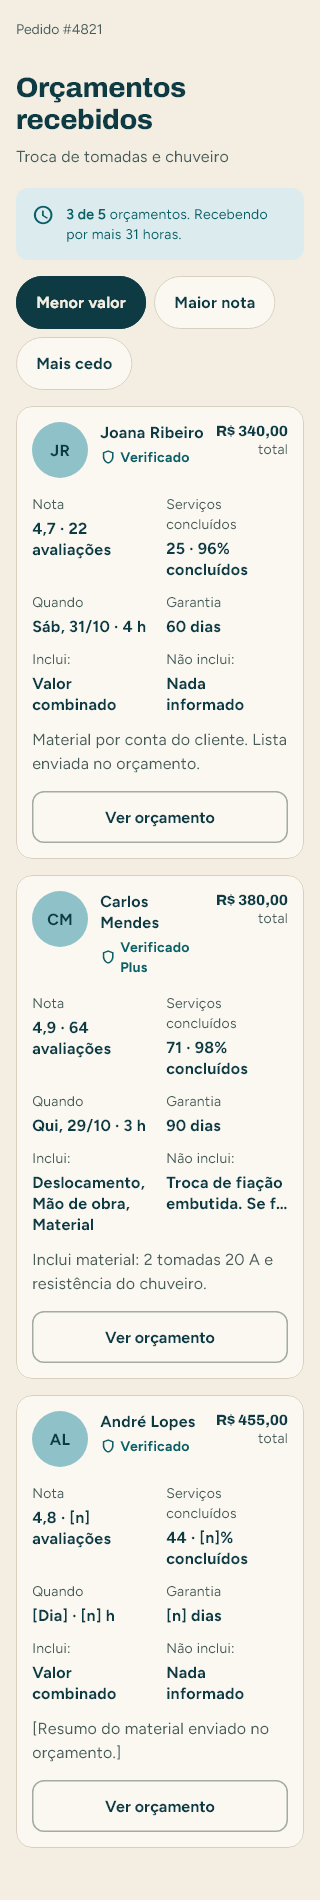 Pedido #4821
Orçamentos
recebidos
Troca de tomadas e chuveiro
3 de 5 orçamentos. Recebendo
por mais 31 horas.
Menor valor
Maior nota
Mais cedo
JR
Joana Ribeiro
Verificado
R$ 340,00
total
Nota
4,7 · 22
avaliações
Serviços
concluídos
25 · 96%
concluídos
Quando
Sáb, 31/10 · 4 h
Garantia
60 dias
Inclui:
Valor
combinado
Não inclui:
Nada
informado
Material por conta do cliente. Lista
enviada no orçamento.
Ver orçamento
CM
Carlos
Mendes
Verificado
Plus
R$ 380,00
total
Nota
4,9 · 64
avaliações
Serviços
concluídos
71 · 98%
concluídos
Quando
Qui, 29/10 · 3 h
Garantia
90 dias
Inclui:
Deslocamento,
Mão de obra,
Material
Não inclui:
Troca de fiação
embutida. Se f...
Inclui material: 2 tomadas 20 A e
resistência do chuveiro.
Ver orçamento
AL
André Lopes
Verificado
R$ 455,00
total
Nota
4,8 · [n]
avaliações
Serviços
concluídos
44 · [n]%
concluídos
Quando
[Dia] · [n] h
Garantia
[n] dias
Inclui:
Valor
combinado
Não inclui:
Nada
informado
[Resumo do material enviado no
orçamento.]
Ver orçamento